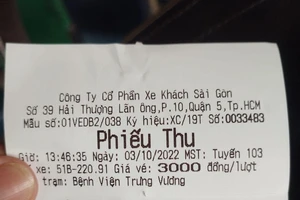 Công Ty Cổ Phần Xe Khách Sài Gòn
Số 39 Hải Thượng Lãn Ông,P.10,Quận 5,Tp.HCM
Mẫu số:01VEDB2/038 Ký hiệu:XC/19T Số:0033483
Phiếu Thu
Giờ: 13:46:35 Ngày: 03/10/2022 MST: Tuyến 103
xe: 51B-220.91 Giá vé: 3000 đồng/lượt
trạm: Bệnh Viện Trưng Vương